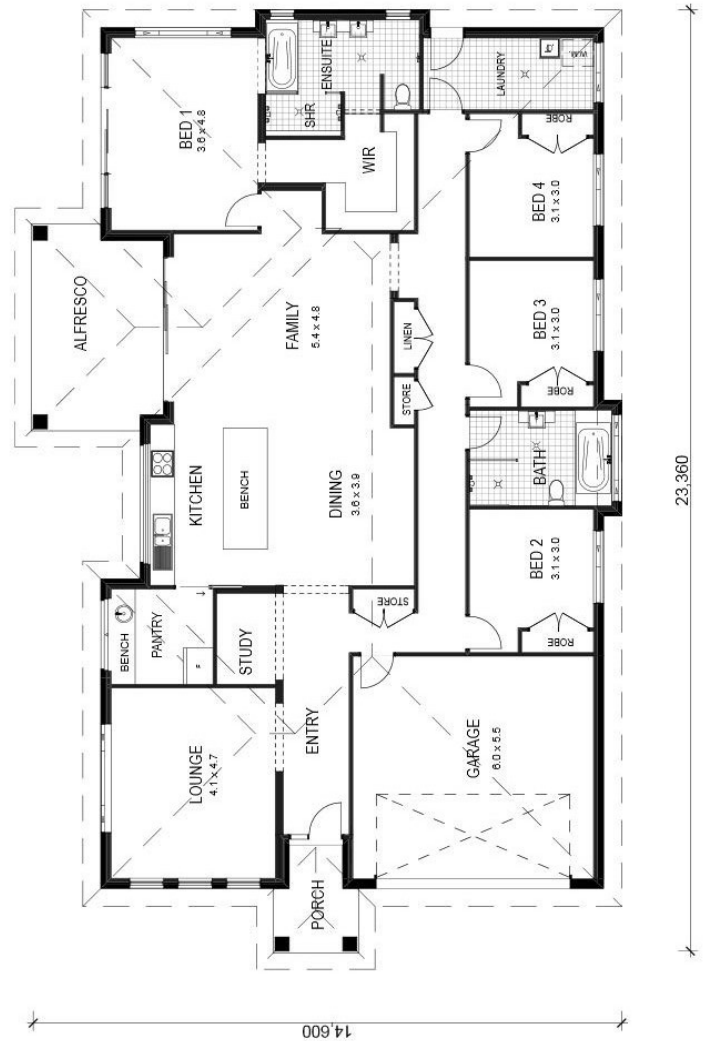 ENSUITE
SHR
LAUNDRY
W.M.
BED 1
3.6 x 4.8
WIR
ROBE
BED 4
3.1 x 3.0
ALFRESCO
FAMILY
5.4 x 4.8
LINEN
STORE
BED 3
3.1 x 3.0
ROBE
KITCHEN
BENCH
DINING
3.6 x 3.9
BATH
BENCH
PANTRY
F
STUDY
STORE
BED 2
3.1 x 3.0
ROBE
LOUNGE
4.1 x 4.7
ENTRY
GARAGE
6.0 x 5.5
PORCH
23,360
14,600